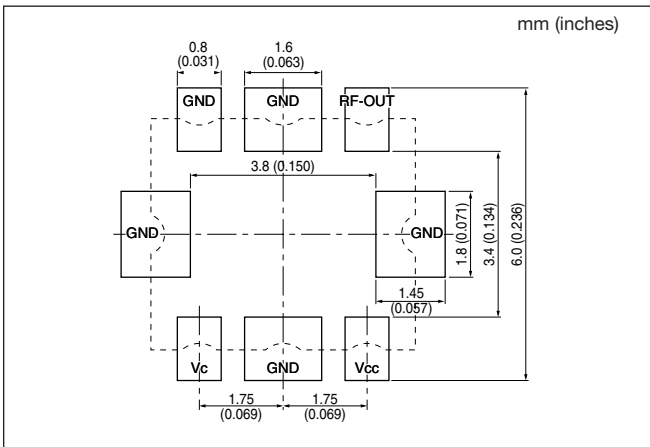 mm (inches)
0.8
(0.031)
1.6
(0.063)
GND
GND
RF-OUT
3.8 (0.150)
GND
GND
1.8 (0.071)
3.4 (0.134)
6.0 (0.236)
1.45
(0.057)
Vc
GND
Vcc
1.75
(0.069)
1.75
(0.069)